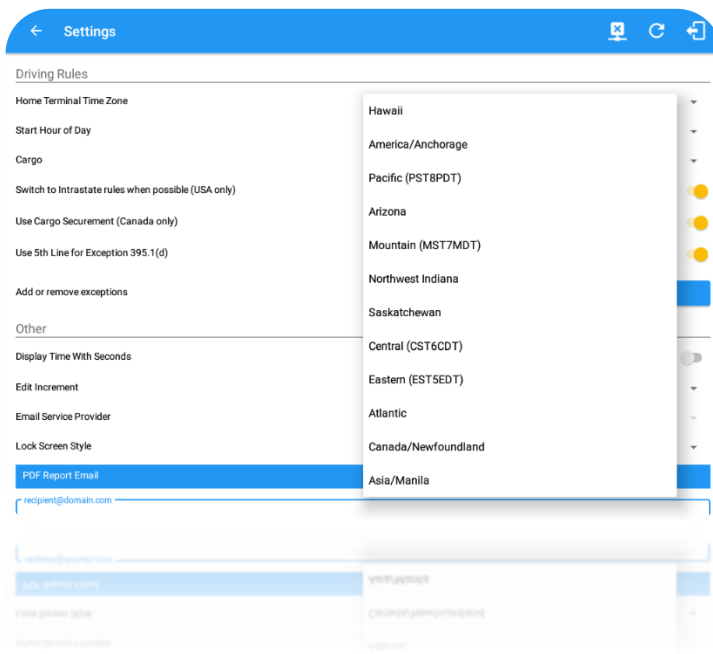 Settings
Driving Rules
Home Terminal Time Zone
Start Hour of Day
Cargo
Switch to Intrastate rules when possible (USA only)
Use Cargo Securement (Canada only)
Use 5th Line for Exception 395.1(d)
Add or remove exceptions
Other
Display Time With Seconds
Edit Increment
Email Service Provider
Lock Screen Style
PDF Report Email
recipient@domain.com
Hawaii
America/Anchorage
Pacific (PST8PDT)
Arizona
Mountain (MST7MDT)
Northwest Indiana
Saskatchewan
Central (CST6CDT)
Eastern (EST5EDT)
Atlantic
Canada/Newfoundland
Asia/Manila